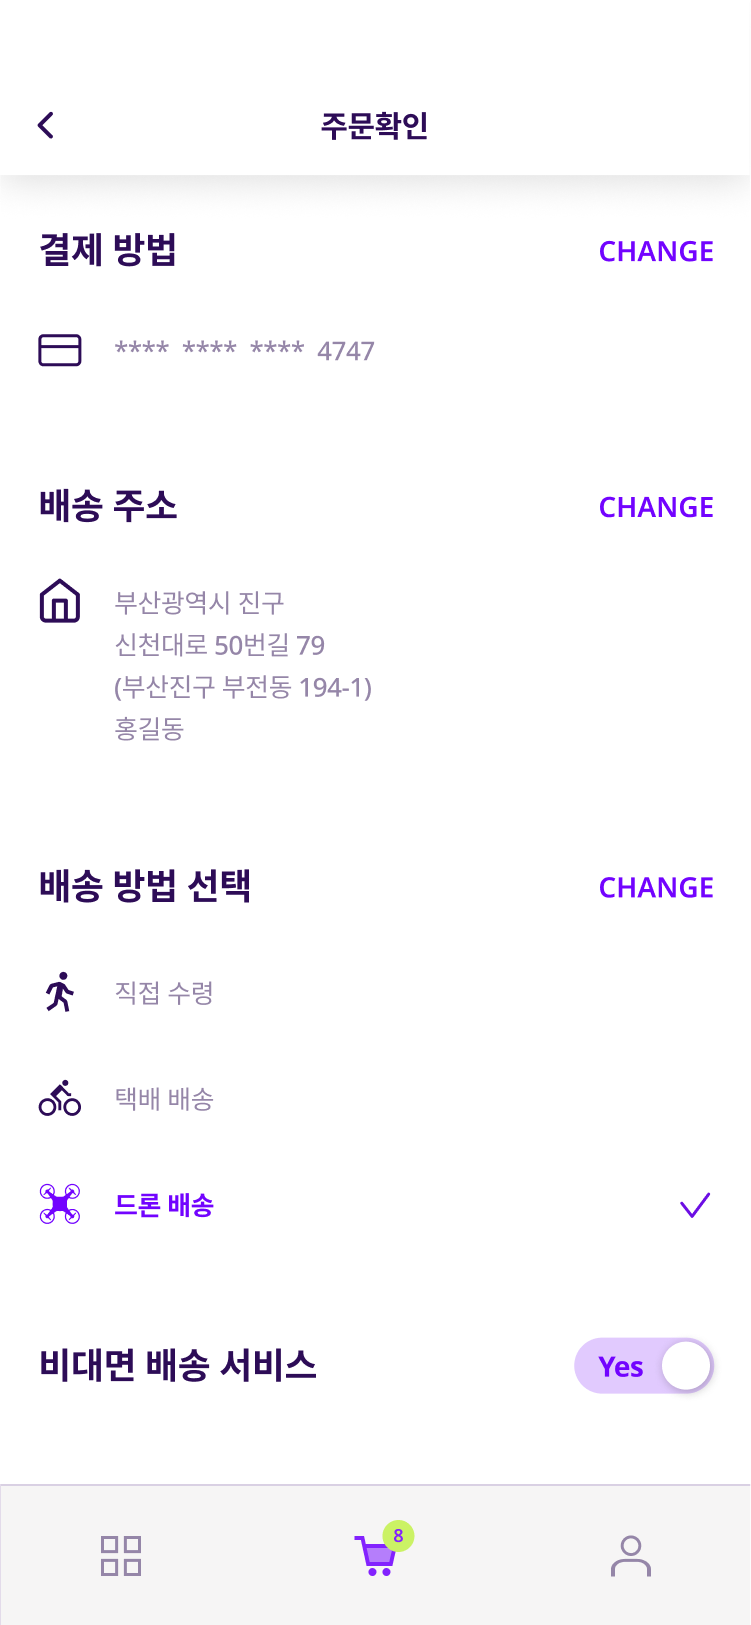 주문확인
결제 방법 CHANGE
**** **** **** 4747
배송 주소 CHANGE
부산광역시 진구
신천대로 50번길 79
(부산진구 부전동 194-1)
홍길동
배송 방법 선택 CHANGE
직접 수령
택배 배송
드론 배송
비대면 배송 서비스 Yes
8